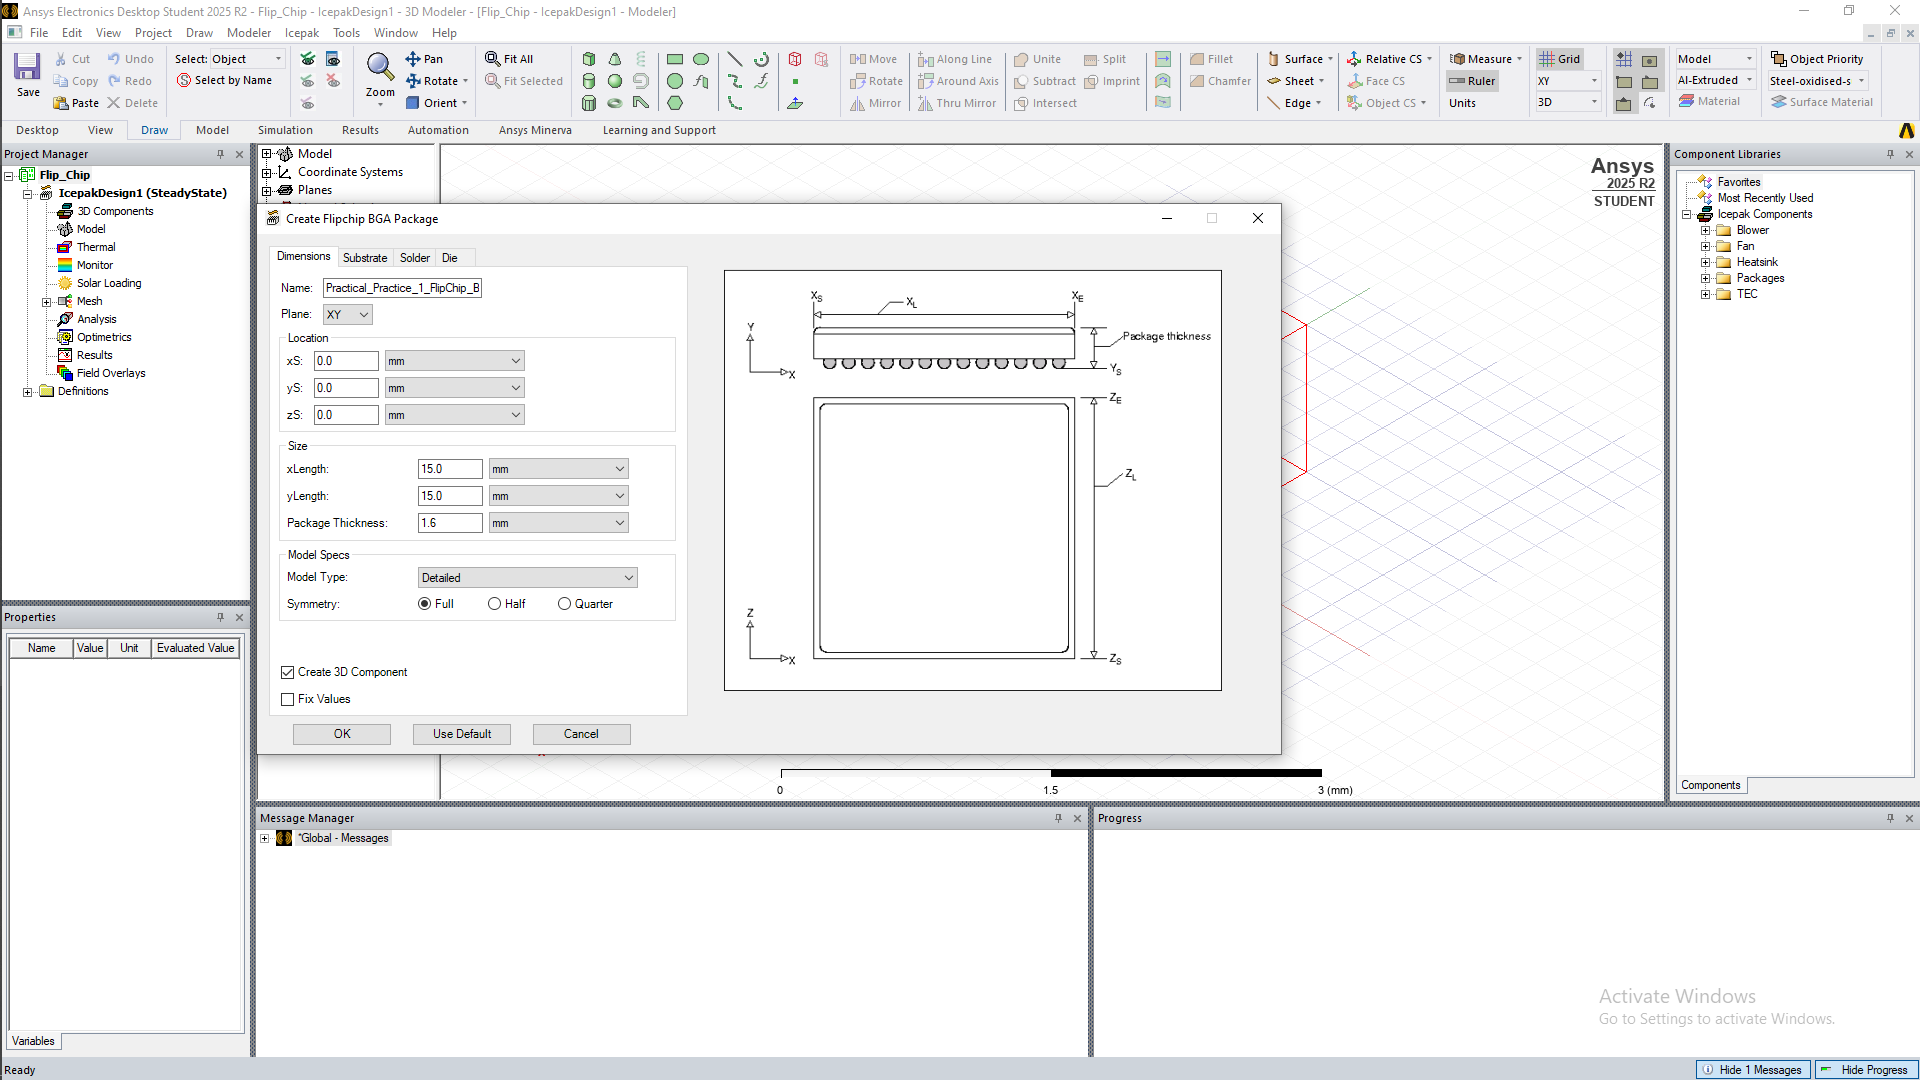 Ansys Electronics Desktop Student 2025 R2 - Flip_Chip - IcepakDesign1 - 3D Modeler - [Flip_Chip - IcepakDesign1 - Modeler]
File Edit View Project Draw Modeler Icepak Tools Window Help
Save
Cut
Undo
Copy
Redo
Paste
Delete
Select: Object
Select by Name
Zoom
Pan
Rotate
Orient
Fit All
Fit Selected
Move
Rotate
Mirror
Along Line
Around Axis
Thru Mirror
Unite
Split
Subtract
Imprint
Intersect
Fillet
Chamfer
Surface
Sheet
Edge
Relative CS
Face CS
Object CS
Measure
Ruler
Units
Grid
XY
3D
Model
Al-Extruded
Material
Object Priority
Steel-oxidised-s
Surface Material
Desktop View Draw Model Simulation Results Automation Ansys Minerva Learning and Support
Project Manager
Flip_Chip
IcepakDesign1 (SteadyState)
3D Components
Model
Thermal
Monitor
Solar Loading
Mesh
Analysis
Optimetrics
Results
Field Overlays
Definitions
Model
Coordinate Systems
Planes
Ansys
2025 R2
STUDENT
Create Flipchip BGA Package
Dimensions Substrate Solder Die
Name: Practical_Practice_1_FlipChip_B
Plane: XY
Location
xS: 0.0 mm
yS: 0.0 mm
zS: 0.0 mm
Size
xLength: 15.0 mm
yLength: 15.0 mm
Package Thickness: 1.6 mm
Model Specs
Model Type: Detailed
Symmetry: Full Half Quarter
Create 3D Component
Fix Values
OK Use Default Cancel
XS XL XE
Y
Package thickness
X YS
ZE
ZL
Z
X ZS
0 1.5 3 (mm)
Component Libraries
Favorites
Most Recently Used
Icepak Components
Blower
Fan
Heatsink
Packages
TEC
Components
Properties
Name Value Unit Evaluated Value
Variables
Message Manager
*Global - Messages
Progress
Activate Windows
Go to Settings to activate Windows.
Ready
Hide 1 Messages Hide Progress